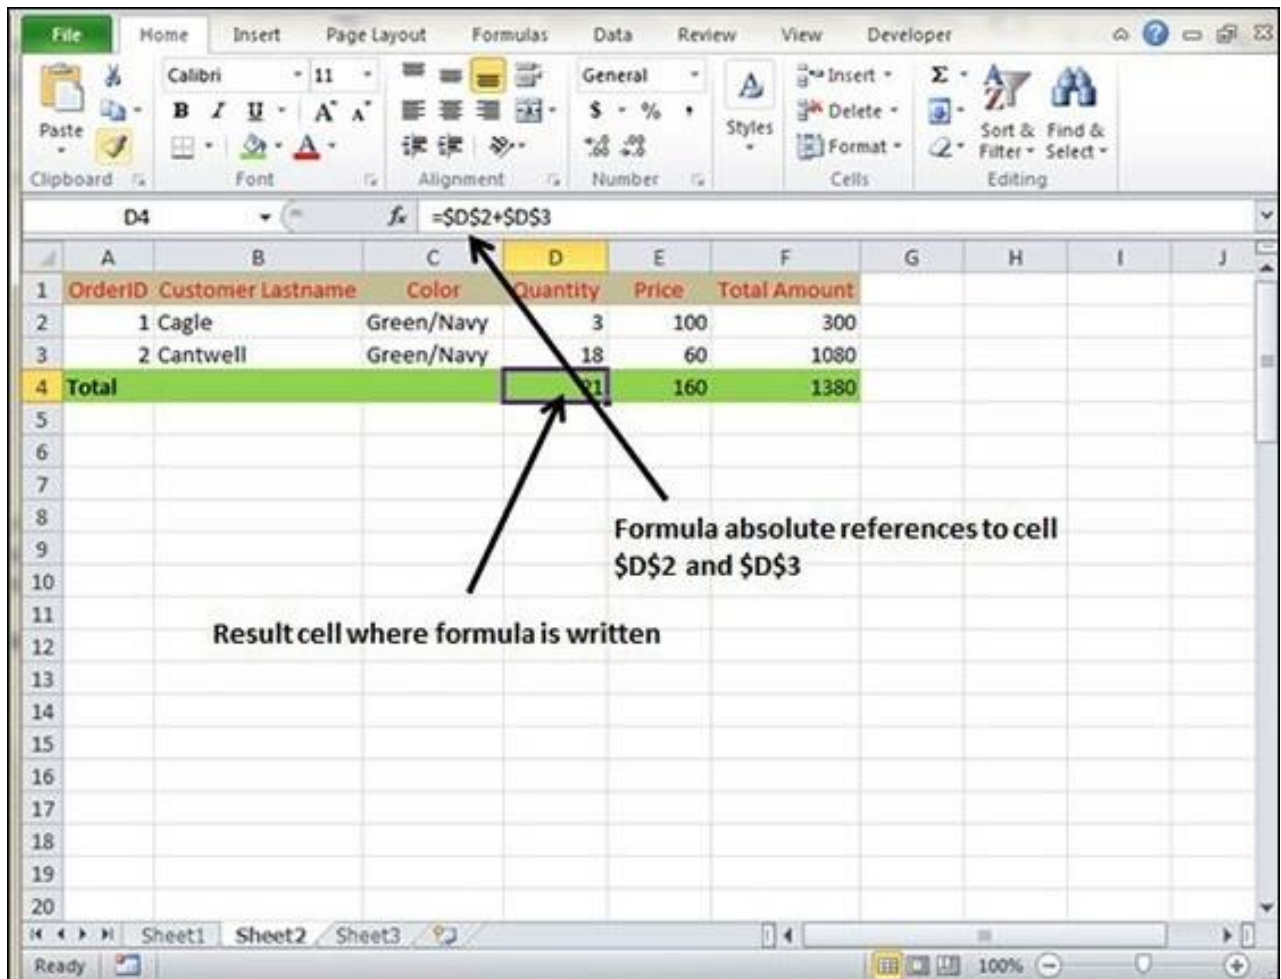 File Home Insert Page Layout Formulas Data Review View Developer
Calibri 11 General Insert
B I U A A $ % , Delete
Paste Styles Sort & Find &
A .00 .0 Format Filter Select
Clipboard Font Alignment Number Cells Editing
D4 fx =$D$2+$D$3
A B C D E F G H I J
1 OrderID Customer Lastname Color Quantity Price Total Amount
2 1 Cagle Green/Navy 3 100 300
3 2 Cantwell Green/Navy 18 60 1080
4 Total 21 160 1380
5
6
7
8
Formula absolute references to cell
9
$D$2 and $D$3
10
11
Result cell where formula is written
12
13
14
15
16
17
18
19
20
Sheet1 Sheet2 Sheet3
Ready 100%